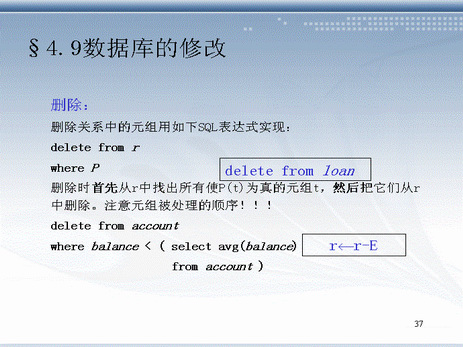 §4.9数据库的修改
删除:
删除关系中的元组用如下SQL表达式实现:
delete from r
where P
delete from loan
删除时首先从r中找出所有使P(t)为真的元组t，然后把它们从r
中删除。注意元组被处理的顺序！！！
delete from account
where balance < ( select avg(balance)
r←r-E
from account )
37